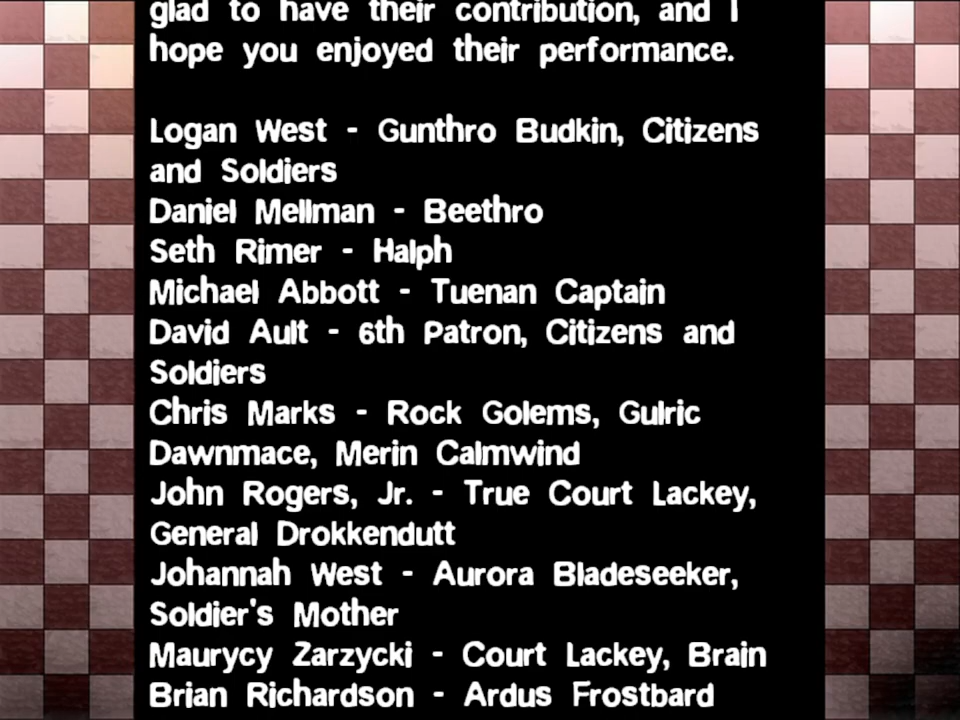 glad to have their contribution, and I
hope you enjoyed their performance.
Logan West - Gunthro Budkin, Citizens
and Soldiers
Daniel Mellman - Beethro
Seth Rimer - Halph
Michael Abbott - Tuenan Captain
David Ault - 6th Patron, Citizens and
Soldiers
Chris Marks - Rock Golems, Gulric
Dawnmace, Merin Calmwind
John Rogers, Jr. - True Court Lackey,
General Drokkendutt
Johannah West - Aurora Bladeseeker,
Soldier's Mother
Maurycy Zarzycki - Court Lackey, Brain
Brian Richardson - Ardus Frostbard